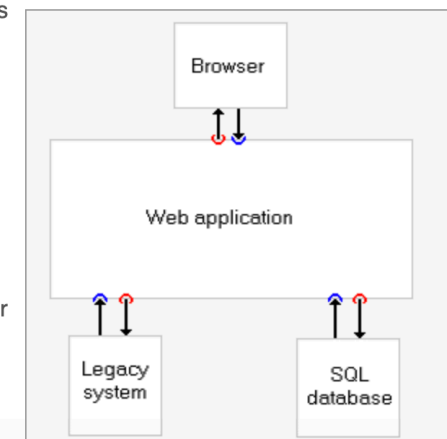 s
Browser
Web application
r
Legacy
system
SQL
database